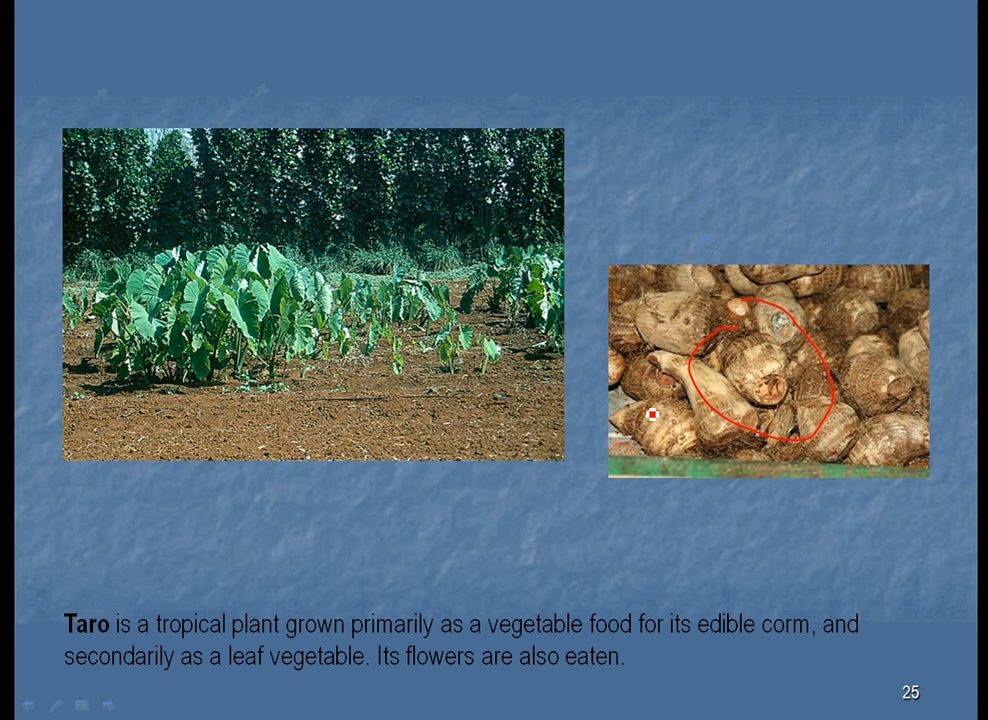 Taro is a tropical plant grown primarily as a vegetable food for its edible corm, and
secondarily as a leaf vegetable. Its flowers are also eaten.
25